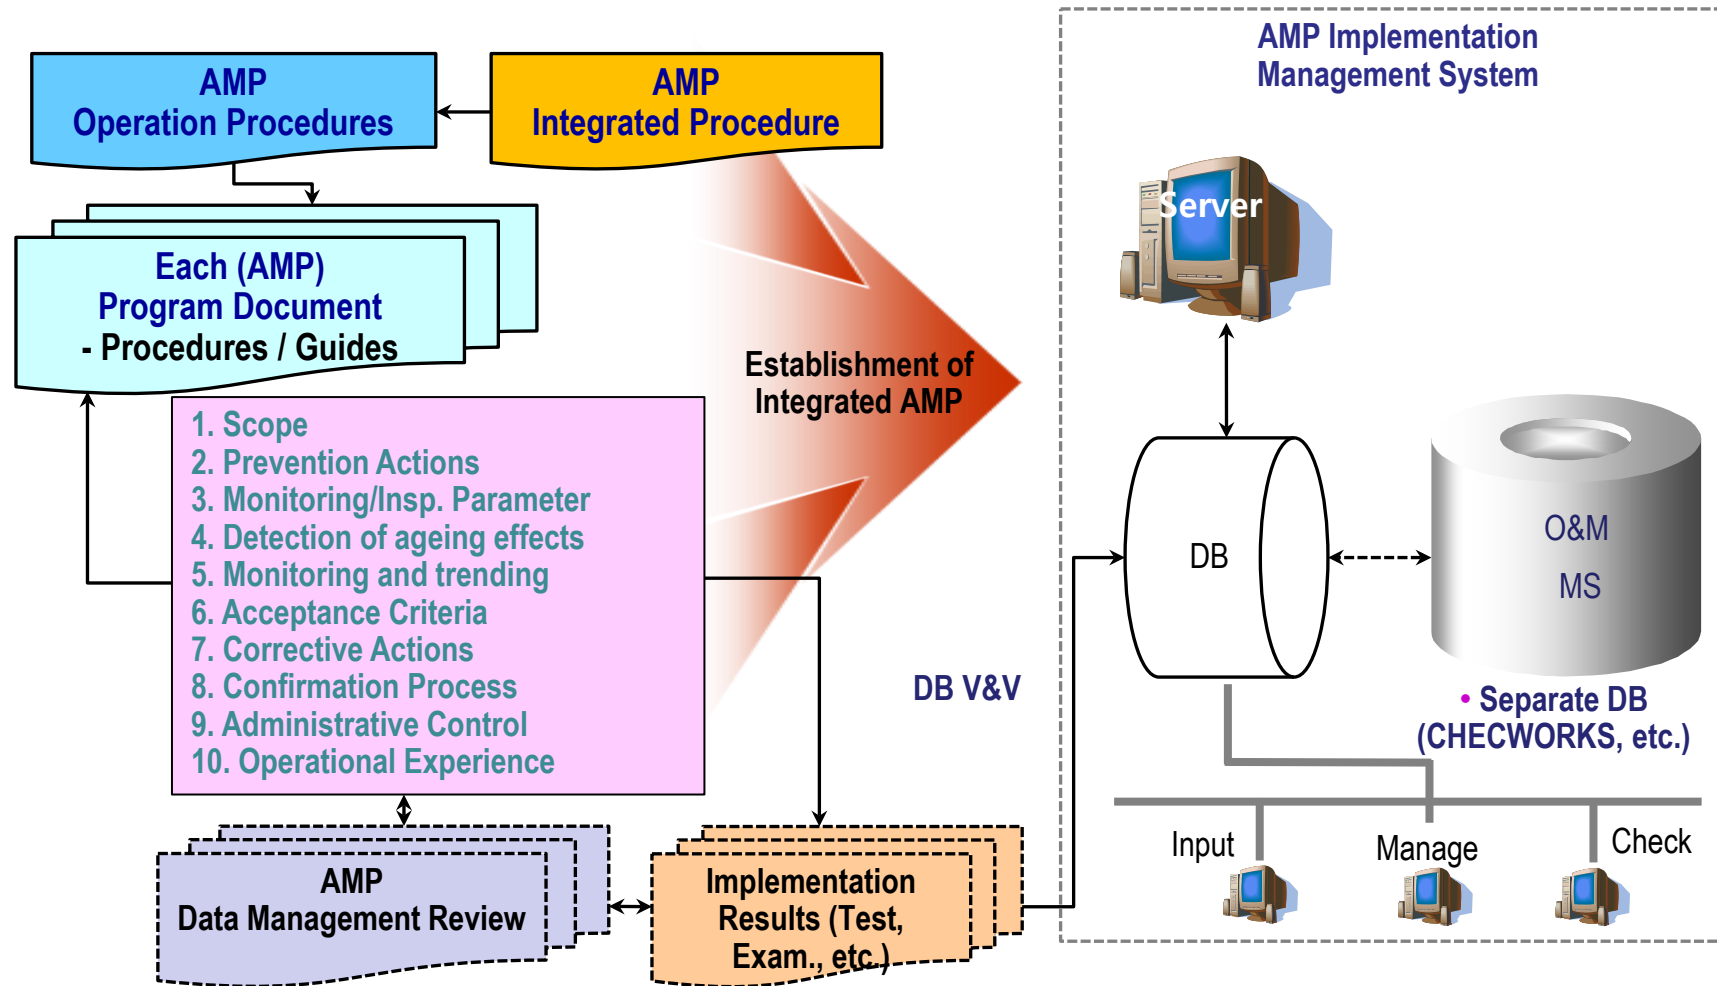 AMP
Operation Procedures
AMP
Integrated Procedure
Each (AMP)
Program Document
- Procedures / Guides
1. Scope
2. Prevention Actions
3. Monitoring/Insp. Parameter
4. Detection of ageing effects
5. Monitoring and trending
6. Acceptance Criteria
7. Corrective Actions
8. Confirmation Process
9. Administrative Control
10. Operational Experience
AMP
Data Management Review
Implementation
Results (Test,
Exam., etc.)
Establishment of
Integrated AMP
DB V&V
AMP Implementation
Management System
Server
DB
O&M
MS
• Separate DB
(CHECWORKS, etc.)
Input
Manage
Check